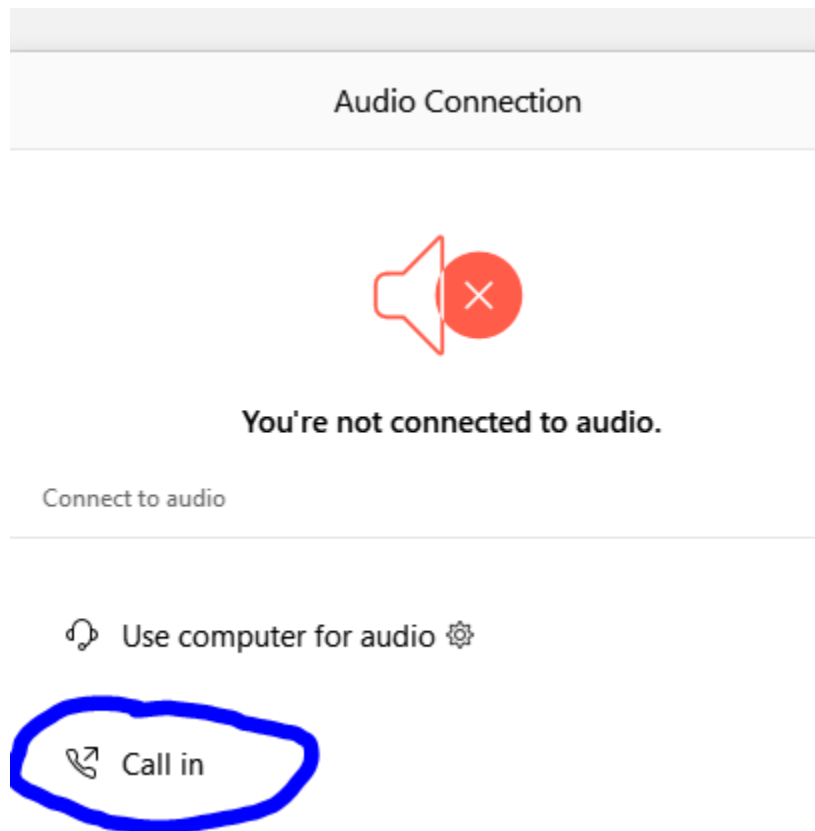 Audio Connection
You're not connected to audio.
Connect to audio
Use computer for audio
Call in